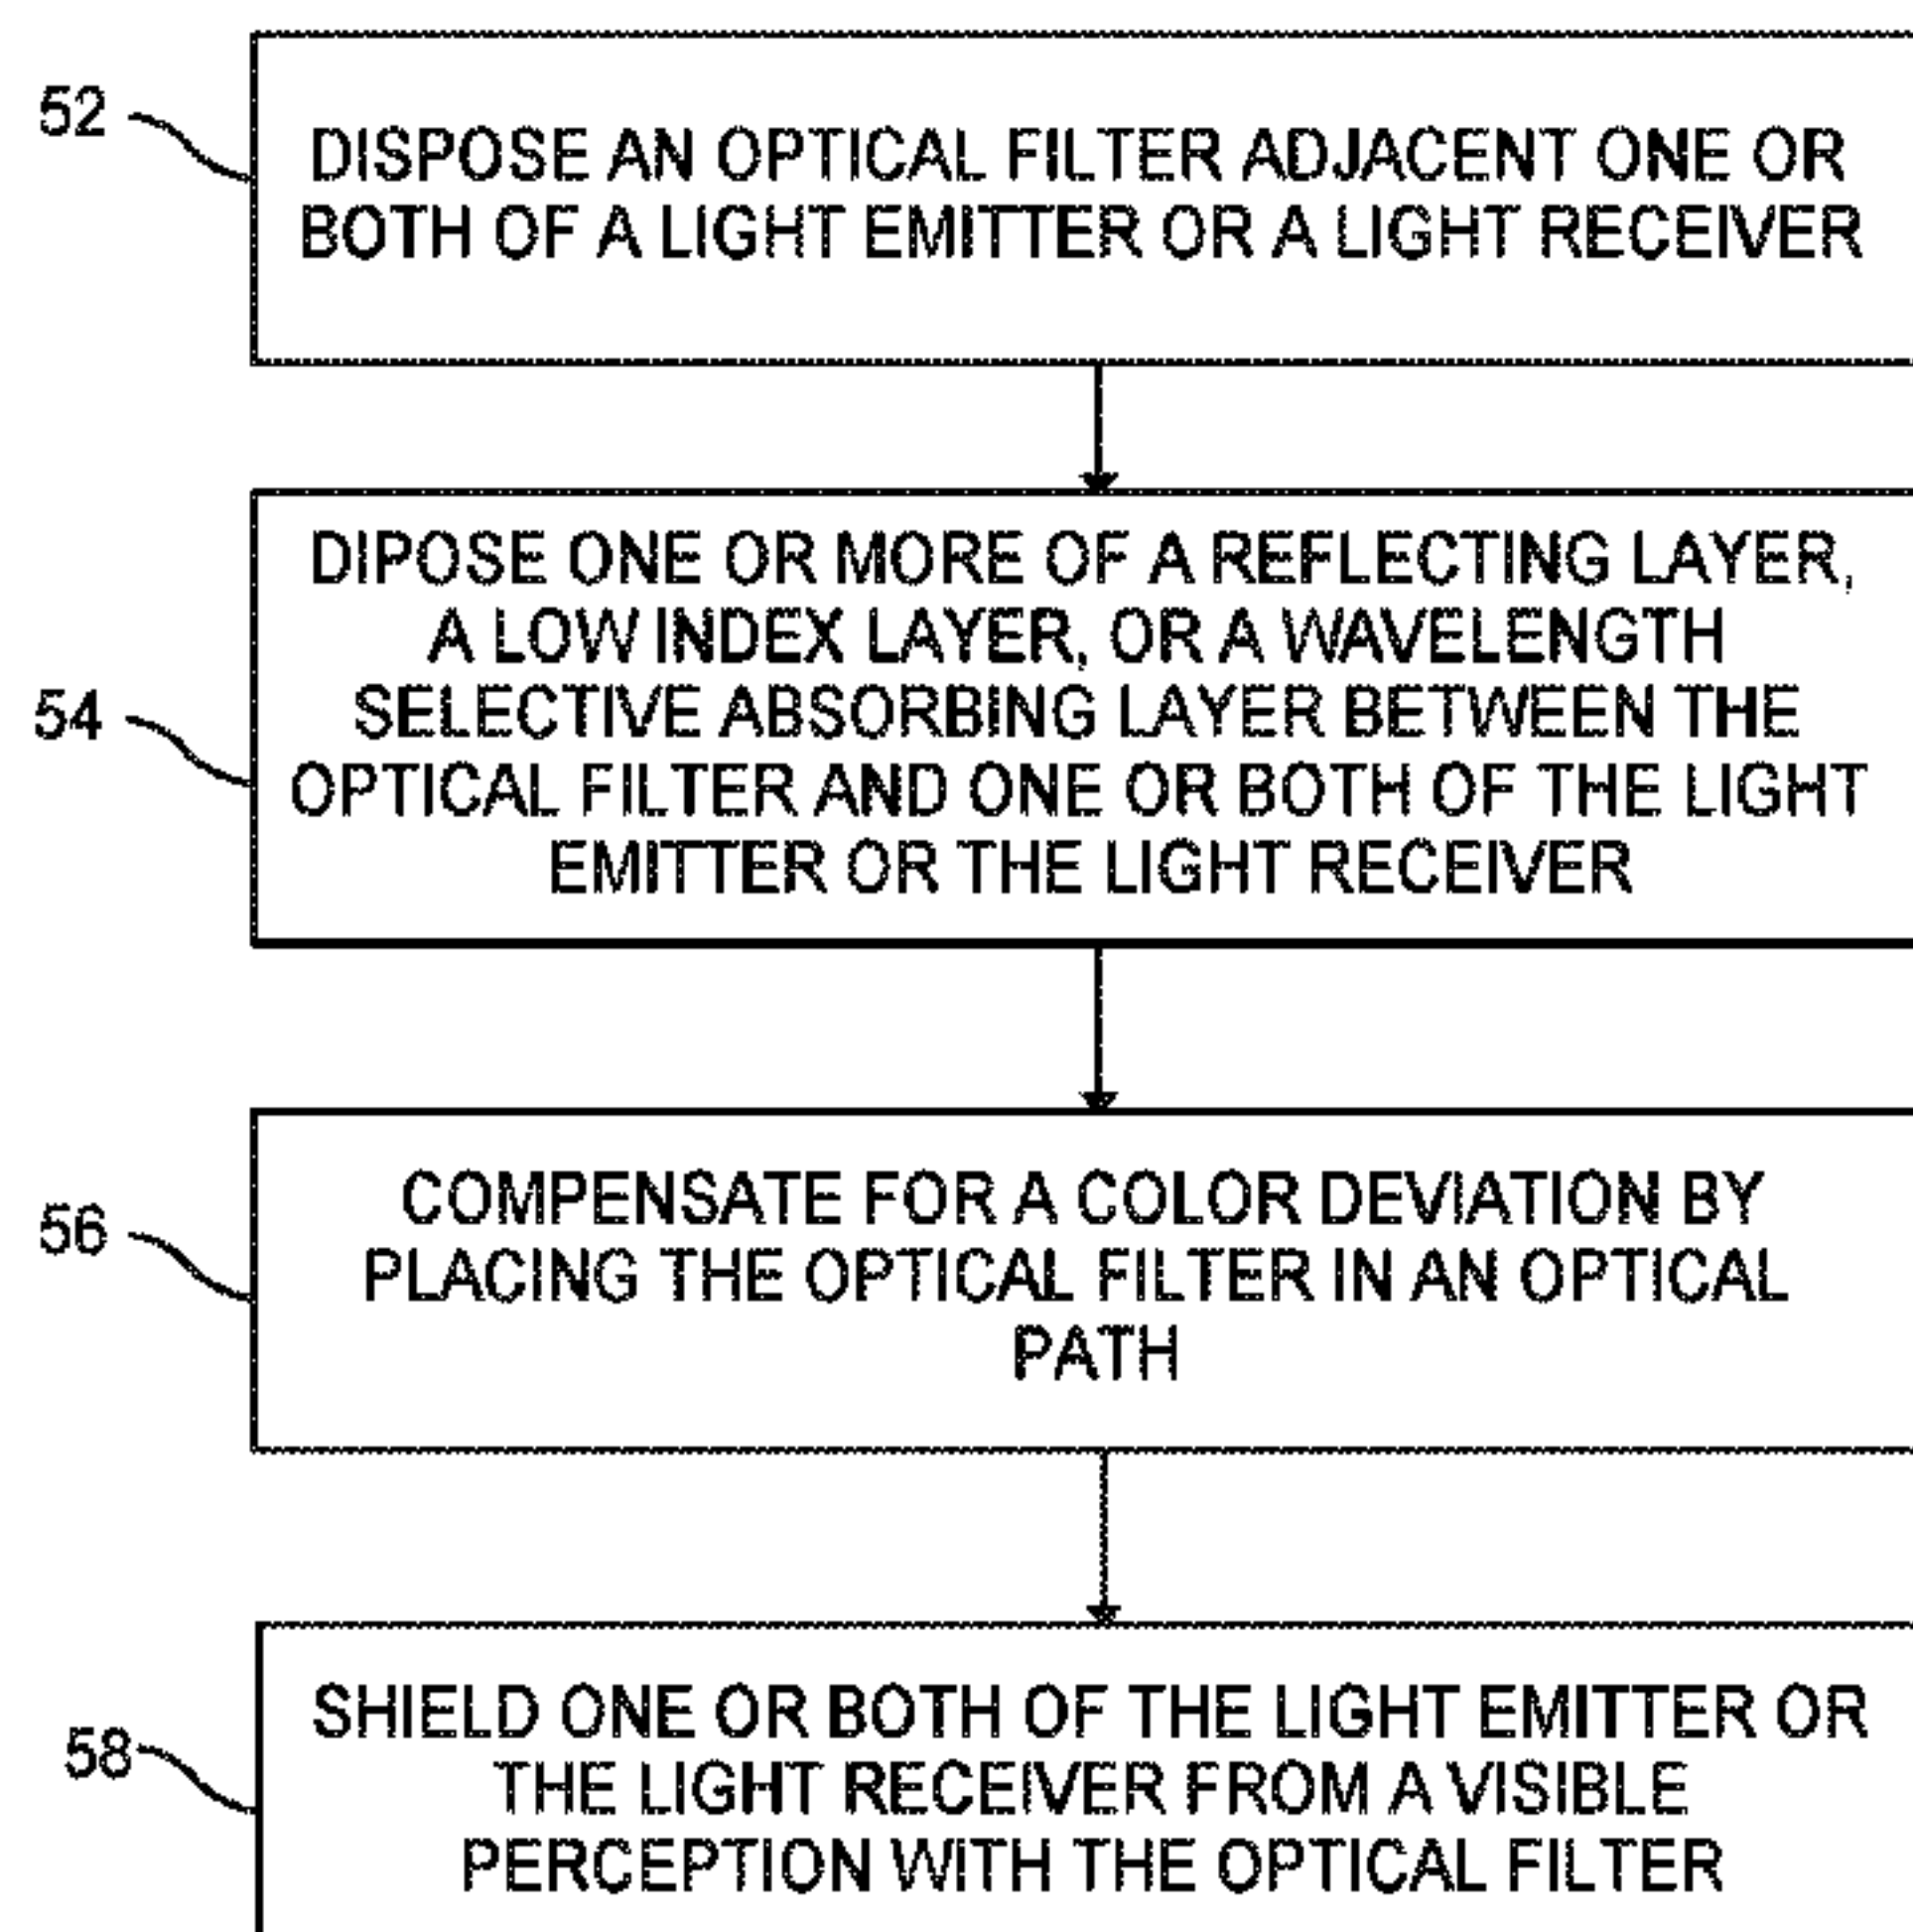 52
DISPOSE AN OPTICAL FILTER ADJACENT ONE OR
BOTH OF A LIGHT EMITTER OR A LIGHT RECEIVER
54
DIPOSE ONE OR MORE OF A REFLECTING LAYER,
A LOW INDEX LAYER, OR A WAVELENGTH
SELECTIVE ABSORBING LAYER BETWEEN THE
OPTICAL FILTER AND ONE OR BOTH OF THE LIGHT
EMITTER OR THE LIGHT RECEIVER
56
COMPENSATE FOR A COLOR DEVIATION BY
PLACING THE OPTICAL FILTER IN AN OPTICAL
PATH
58
SHIELD ONE OR BOTH OF THE LIGHT EMITTER OR
THE LIGHT RECEIVER FROM A VISIBLE
PERCEPTION WITH THE OPTICAL FILTER